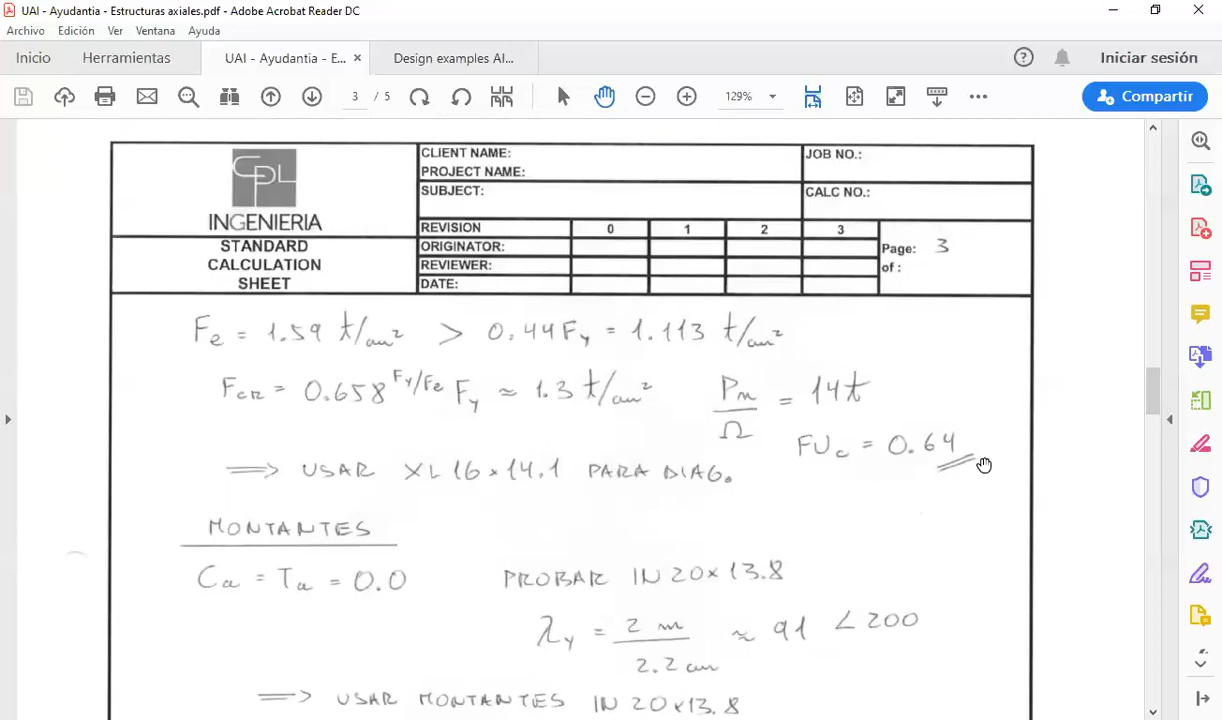 UAI - Ayudantia - Estructuras axiales.pdf - Adobe Acrobat Reader DC
Archivo Edición Ver Ventana Ayuda
Inicio Herramientas UAI - Ayudantia - E... × Design examples AI... Iniciar sesión
3 / 5 129% Compartir
CPL
INGENIERIA
STANDARD
CALCULATION
SHEET
CLIENT NAME:
PROJECT NAME:
SUBJECT:
JOB NO.:
CALC NO.:
REVISION 0 1 2 3
ORIGINATOR:
REVIEWER:
DATE:
Page: 3
of :
Fe = 1.59 t/cm² > 0.44Fy = 1.113 t/cm²
FCR = 0.658^Fy/Fe Fy ≈ 1.3 t/cm² Pn/Ω = 14t
FUc = 0.64
⟹ USAR XL 16×14.1 PARA DIAG.
MONTANTES
Ca = Ta = 0.0 PROBAR IN 20×13.8
λy = 2 m / 2.2 cm ≈ 91 < 200
⟹ USAR MONTANTES IN 20×13.8